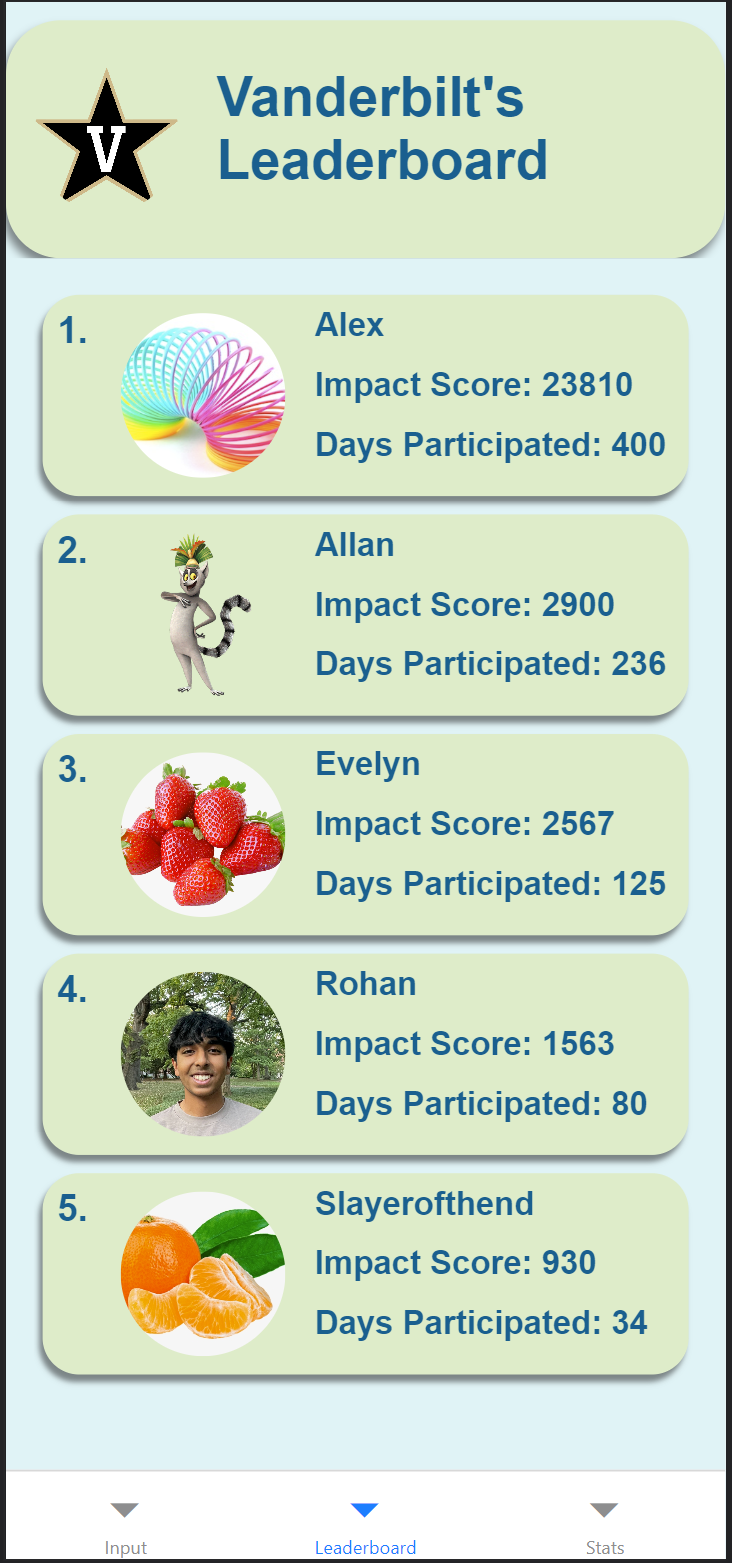 V
Vanderbilt's
Leaderboard
1.
Alex
Impact Score: 23810
Days Participated: 400
2.
Allan
Impact Score: 2900
Days Participated: 236
3.
Evelyn
Impact Score: 2567
Days Participated: 125
4.
Rohan
Impact Score: 1563
Days Participated: 80
5.
Slayerofthend
Impact Score: 930
Days Participated: 34
Input
Leaderboard
Stats